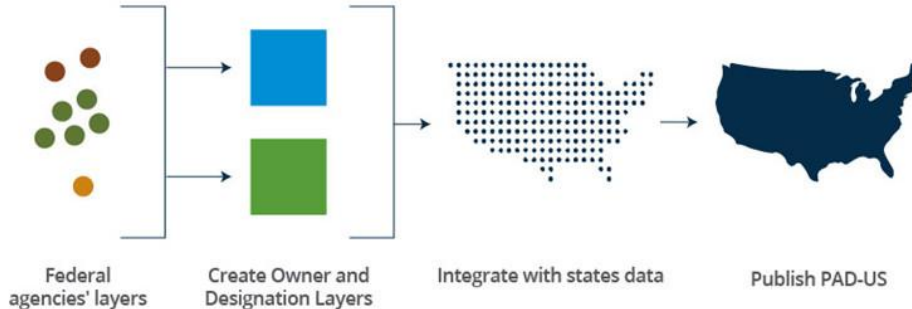 Federal
agencies' layers
Create Owner and
Designation Layers
Integrate with states data
Publish PAD-US